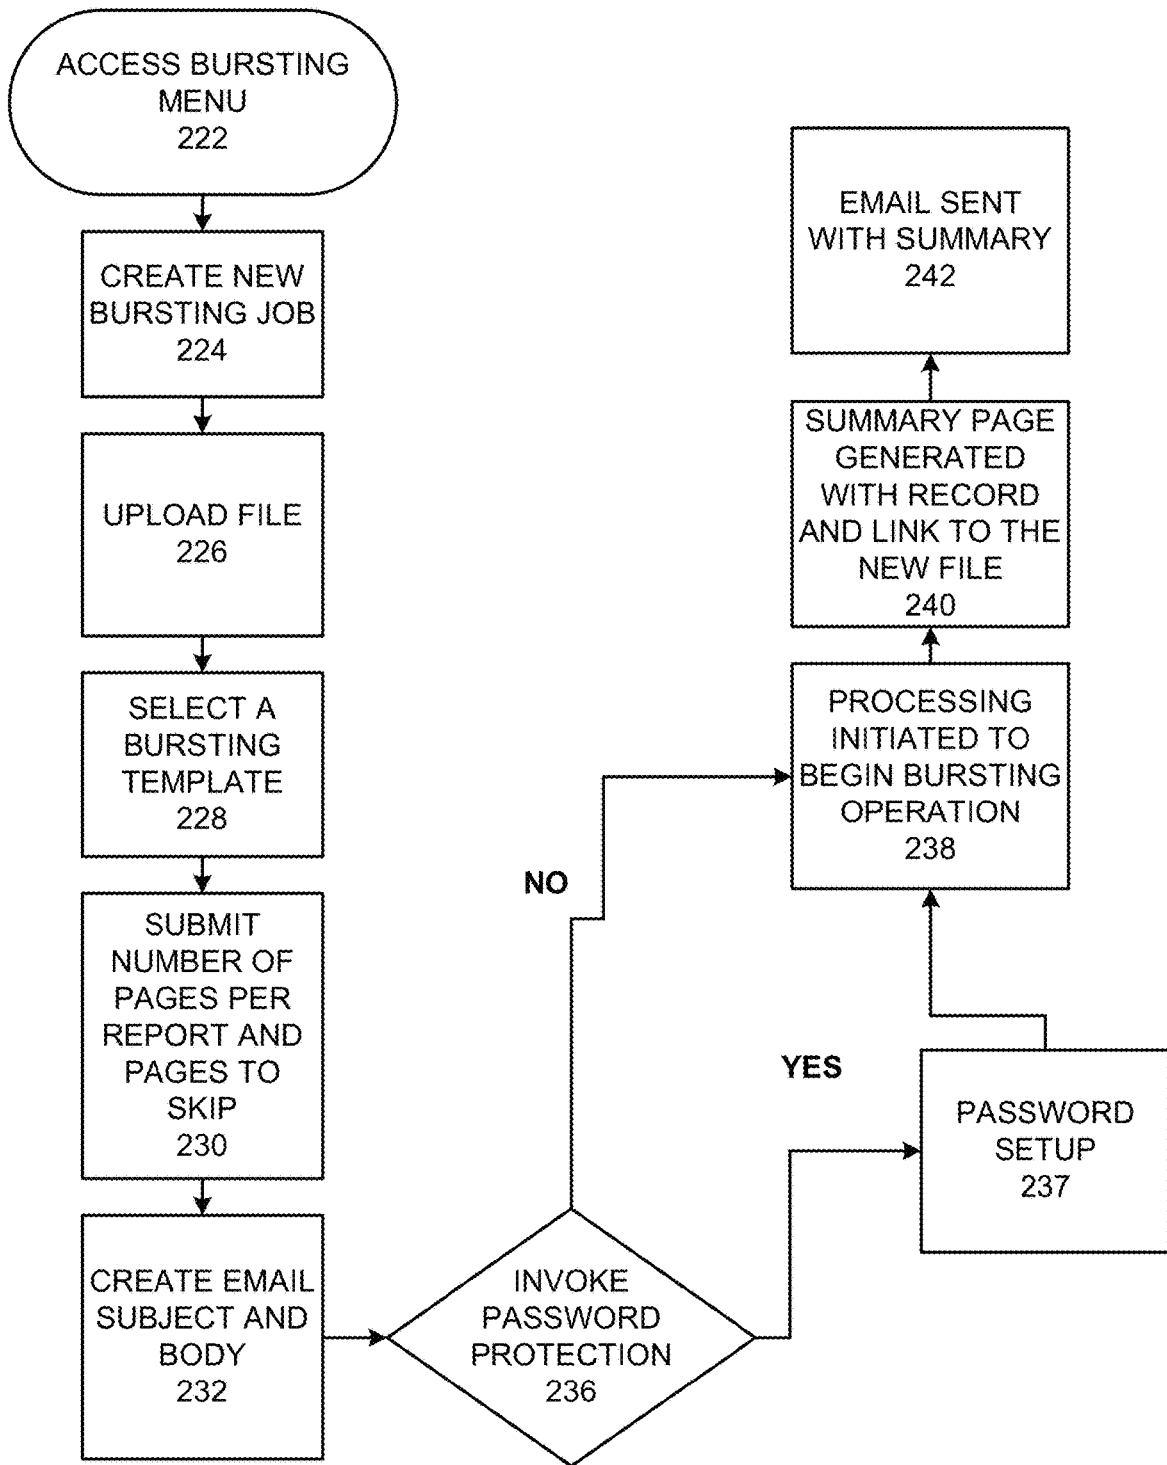 ACCESS BURSTING
MENU
222
CREATE NEW
BURSTING JOB
224
UPLOAD FILE
226
SELECT A
BURSTING
TEMPLATE
228
SUBMIT
NUMBER OF
PAGES PER
REPORT AND
PAGES TO
SKIP
230
CREATE EMAIL
SUBJECT AND
BODY
232
INVOKE
PASSWORD
PROTECTION
236
NO
YES
PASSWORD
SETUP
237
PROCESSING
INITIATED TO
BEGIN BURSTING
OPERATION
238
SUMMARY PAGE
GENERATED
WITH RECORD
AND LINK TO THE
NEW FILE
240
EMAIL SENT
WITH SUMMARY
242